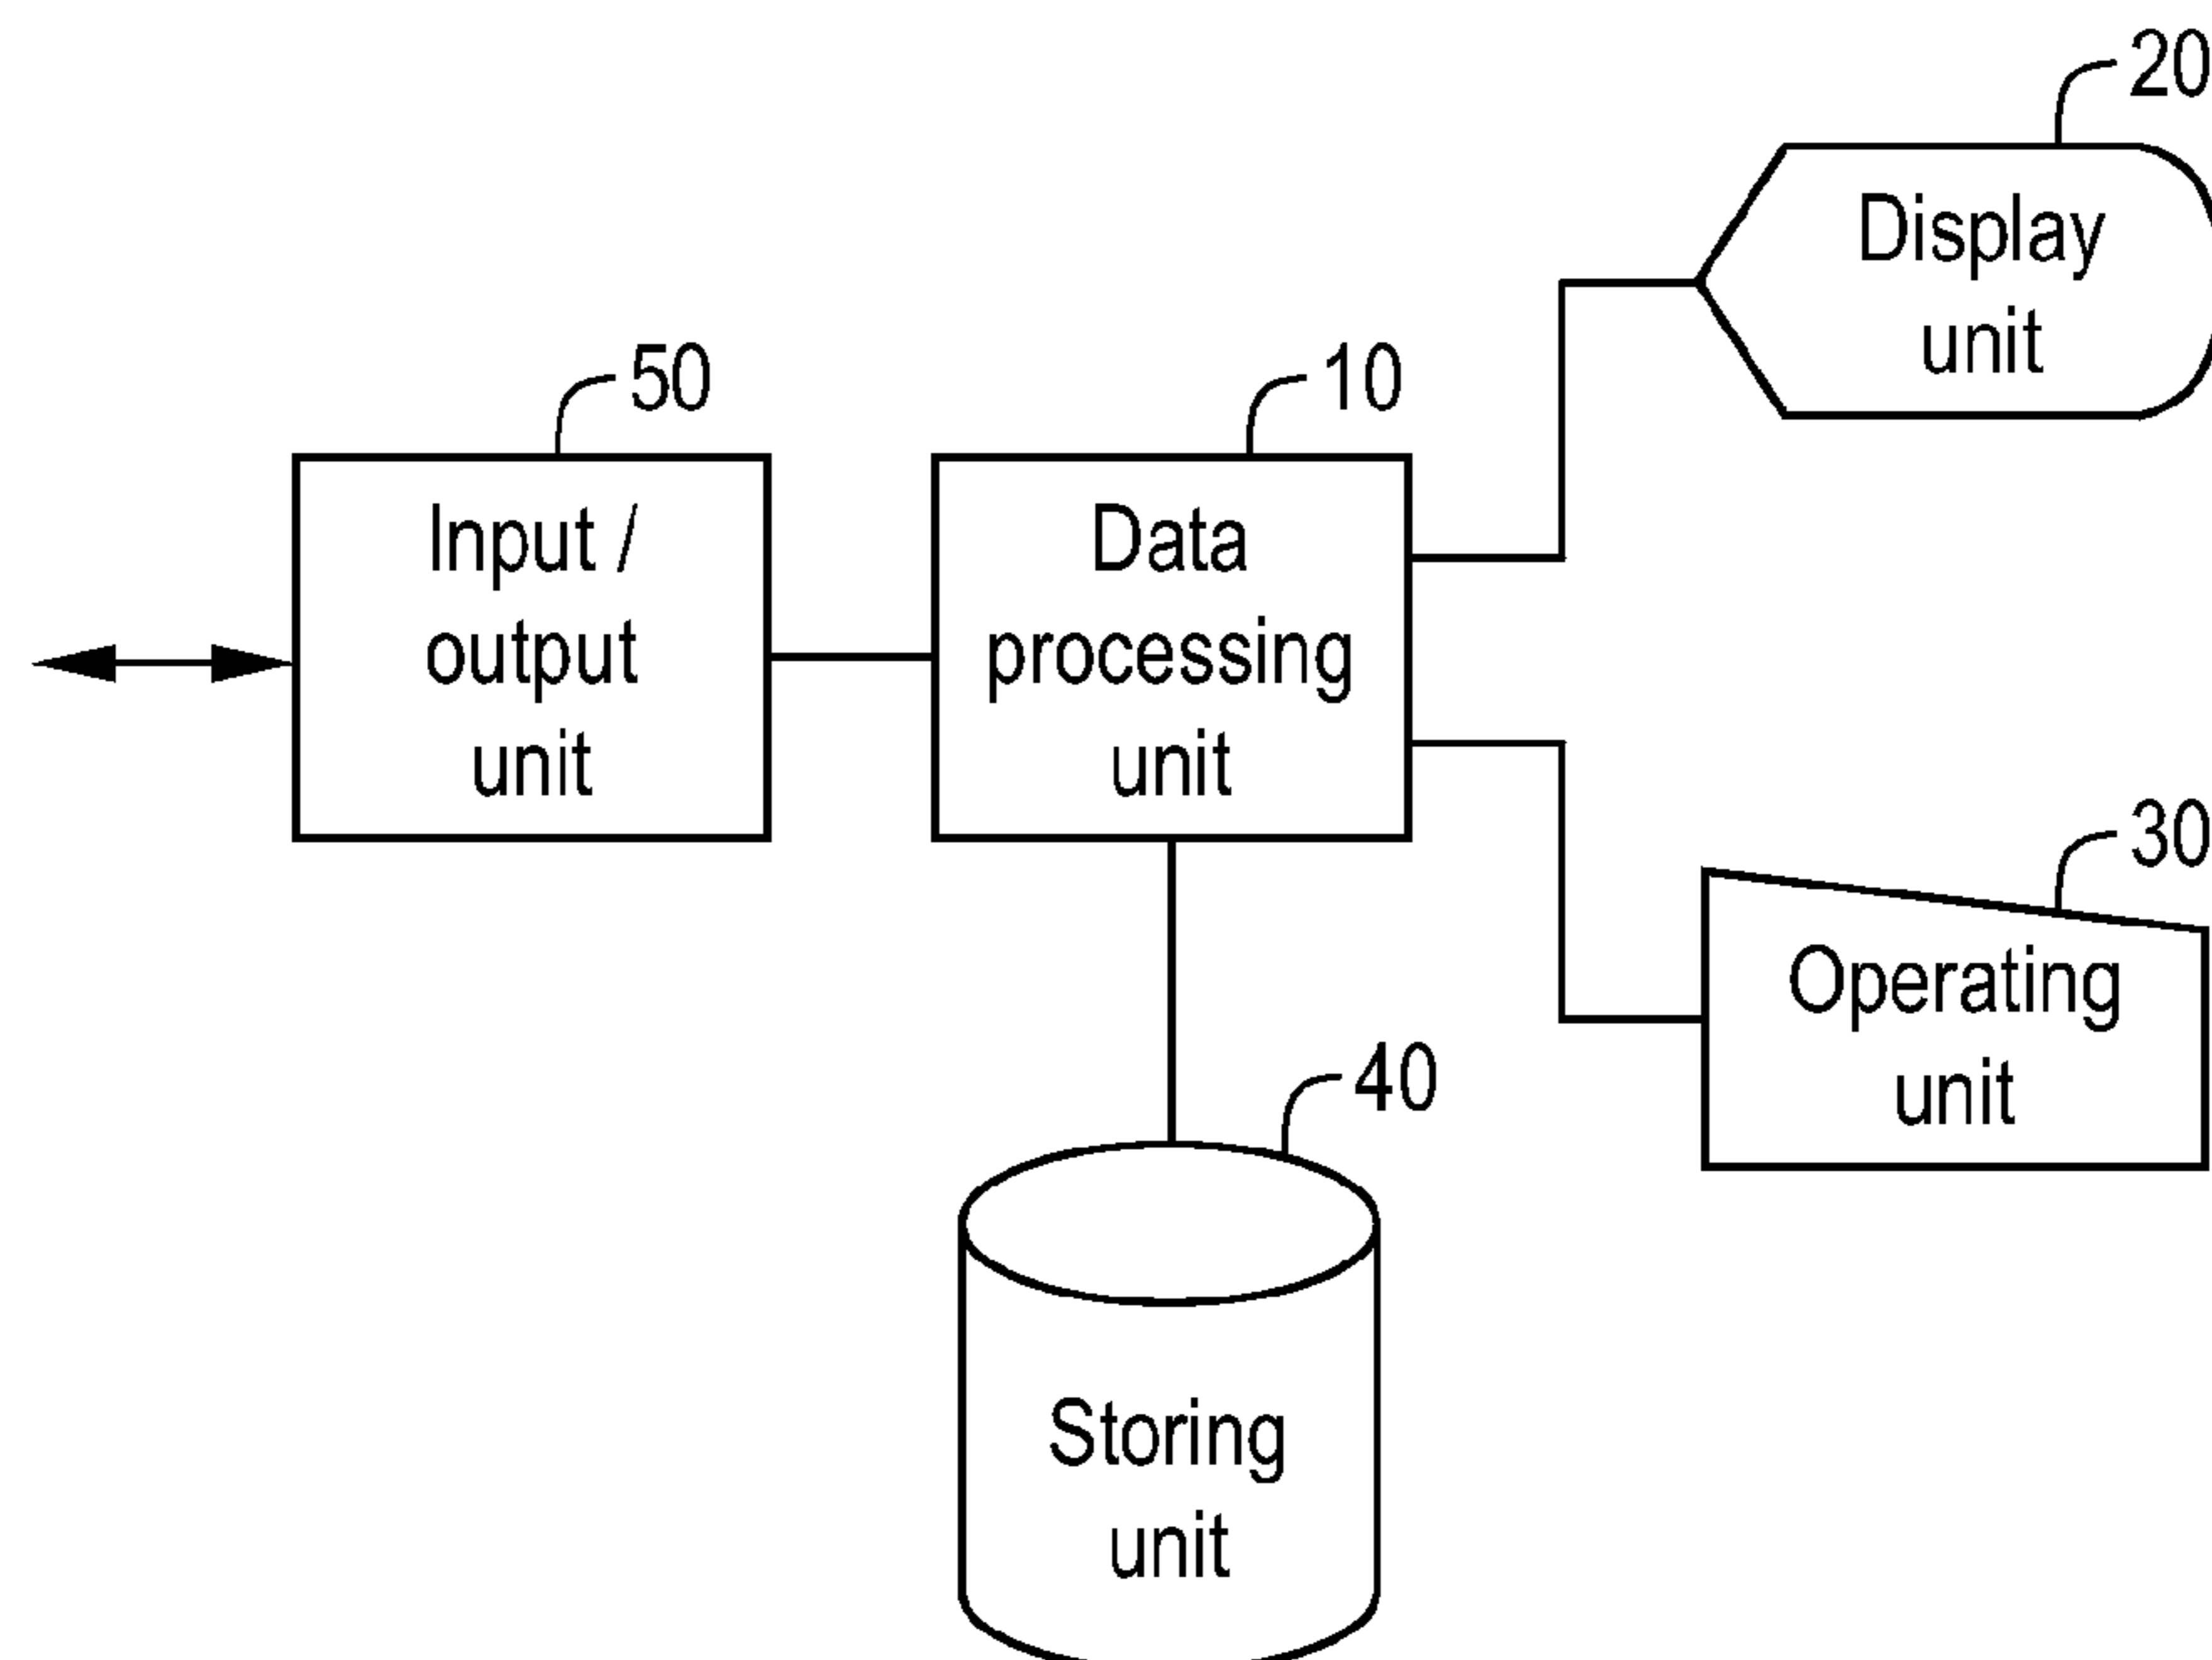 20
Display
unit
50
Input /
output
unit
10
Data
processing
unit
30
Operating
unit
40
Storing
unit